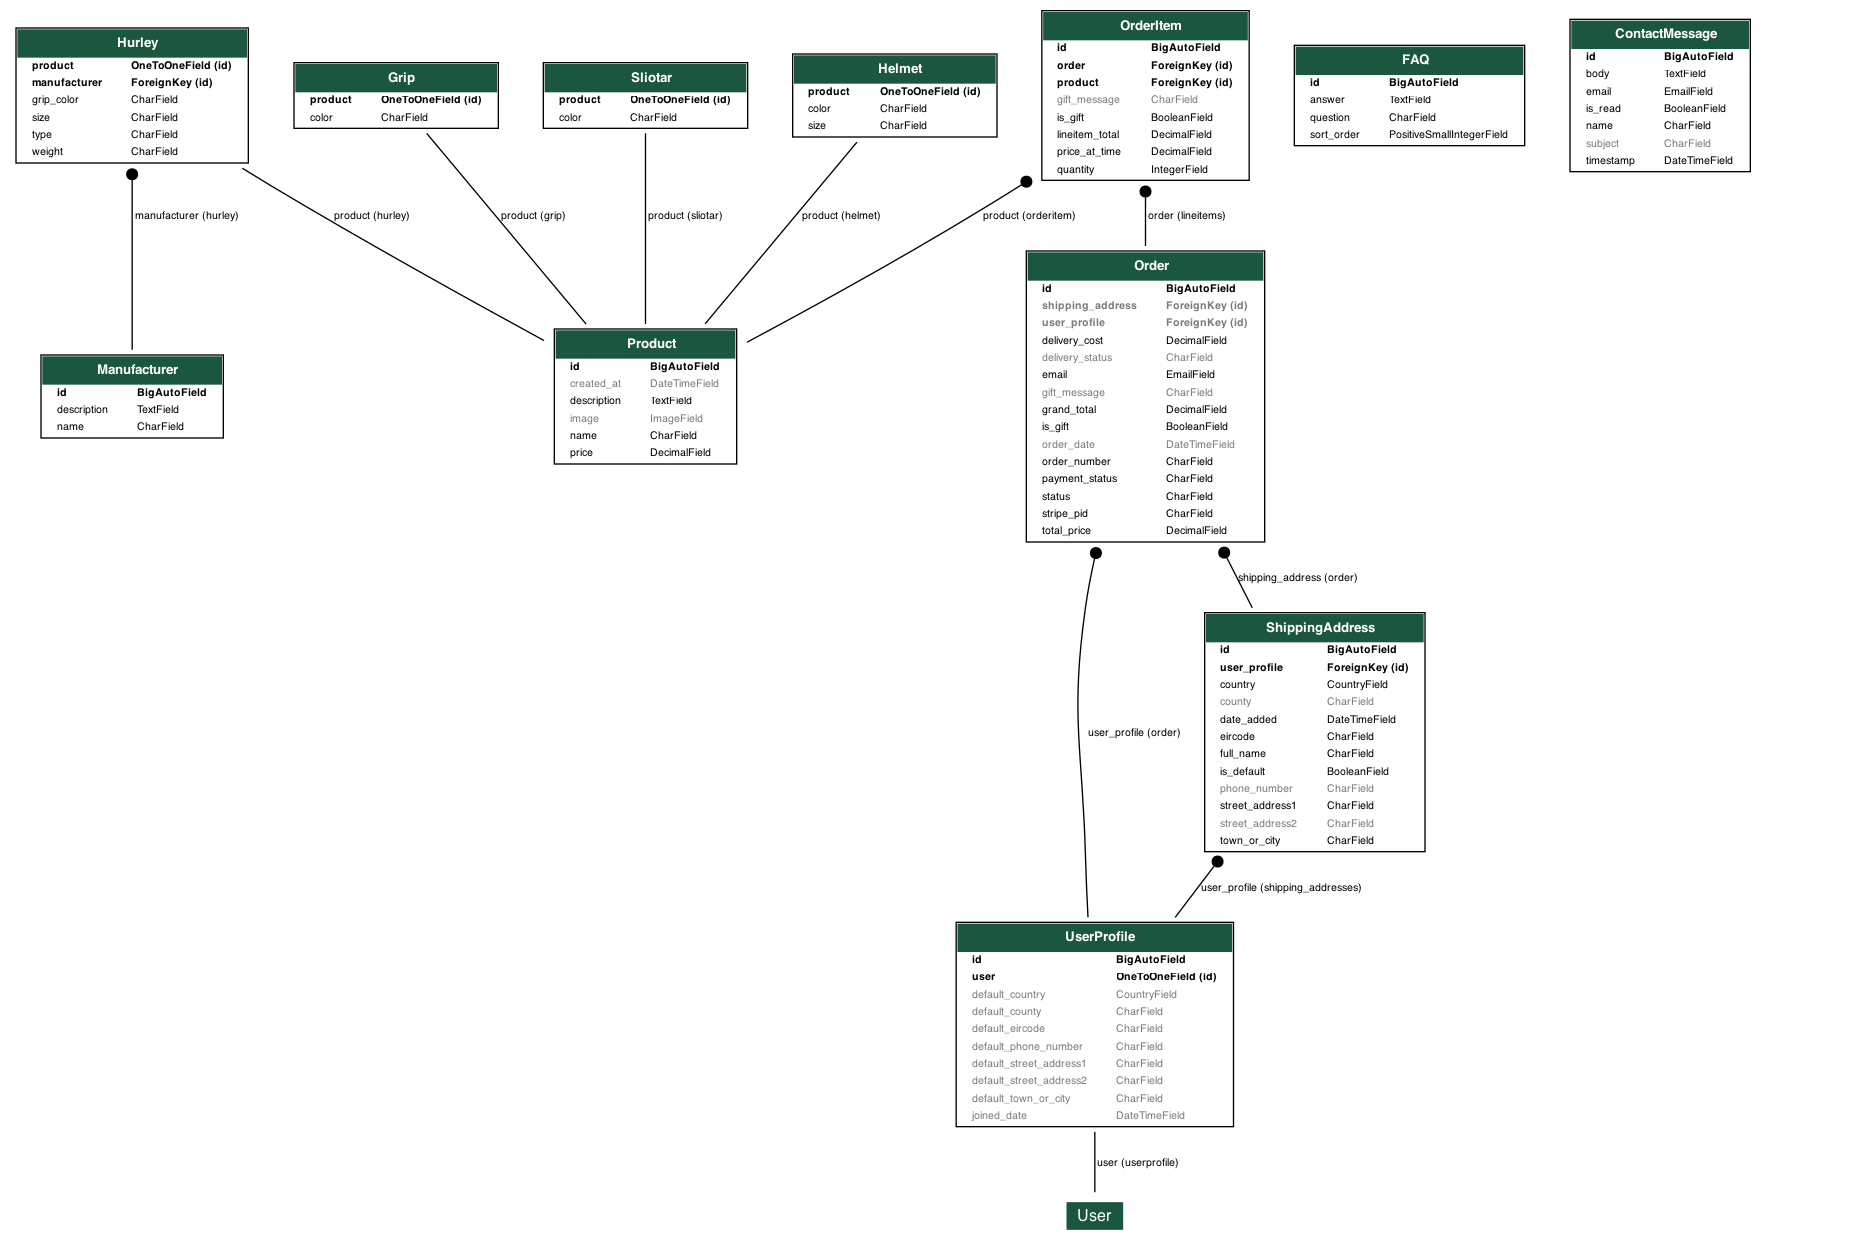 Hurley
product OneToOneField (id)
manufacturer ForeignKey (id)
grip_color CharField
size CharField
type CharField
weight CharField
Grip
product OneToOneField (id)
color CharField
Sliotar
product OneToOneField (id)
color CharField
Helmet
product OneToOneField (id)
color CharField
size CharField
OrderItem
id BigAutoField
order ForeignKey (id)
product ForeignKey (id)
gift_message CharField
is_gift BooleanField
lineitem_total DecimalField
price_at_time DecimalField
quantity IntegerField
FAQ
id BigAutoField
answer TextField
question CharField
sort_order PositiveSmallIntegerField
ContactMessage
id BigAutoField
body TextField
email EmailField
is_read BooleanField
name CharField
subject CharField
timestamp DateTimeField
manufacturer (hurley)
product (hurley)
product (grip)
product (sliotar)
product (helmet)
product (orderitem)
order (lineitems)
Manufacturer
id BigAutoField
description TextField
name CharField
Product
id BigAutoField
created_at DateTimeField
description TextField
image ImageField
name CharField
price DecimalField
Order
id BigAutoField
shipping_address ForeignKey (id)
user_profile ForeignKey (id)
delivery_cost DecimalField
delivery_status CharField
email EmailField
gift_message CharField
grand_total DecimalField
is_gift BooleanField
order_date DateTimeField
order_number CharField
payment_status CharField
status CharField
stripe_pid CharField
total_price DecimalField
shipping_address (order)
ShippingAddress
id BigAutoField
user_profile ForeignKey (id)
country CountryField
county CharField
date_added DateTimeField
eircode CharField
full_name CharField
is_default BooleanField
phone_number CharField
street_address1 CharField
street_address2 CharField
town_or_city CharField
user_profile (order)
user_profile (shipping_addresses)
UserProfile
id BigAutoField
user OneToOneField (id)
default_country CountryField
default_county CharField
default_eircode CharField
default_phone_number CharField
default_street_address1 CharField
default_street_address2 CharField
default_town_or_city CharField
joined_date DateTimeField
user (userprofile)
User